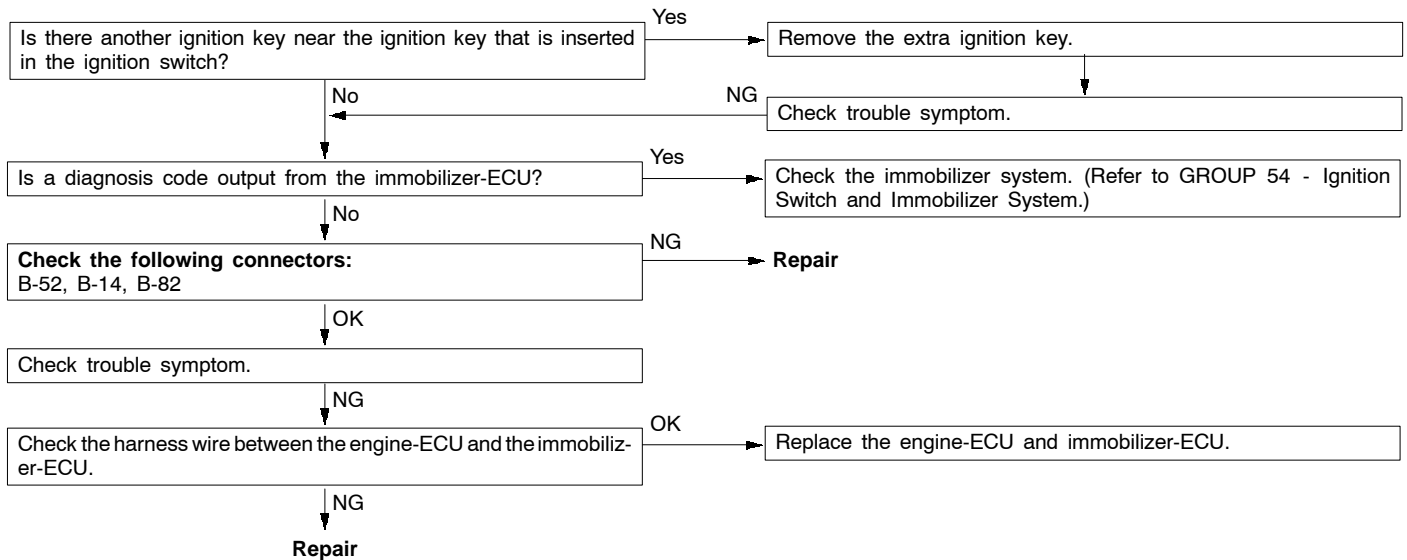 Is there another ignition key near the ignition key that is inserted
in the ignition switch?
Yes
Remove the extra ignition key.
No
NG
Check trouble symptom.
Is a diagnosis code output from the immobilizer-ECU?
Yes
Check the immobilizer system. (Refer to GROUP 54 - Ignition
Switch and Immobilizer System.)
No
Check the following connectors:
B-52, B-14, B-82
NG
Repair
OK
Check trouble symptom.
NG
Check the harness wire between the engine-ECU and the immobiliz-
er-ECU.
OK
Replace the engine-ECU and immobilizer-ECU.
NG
Repair